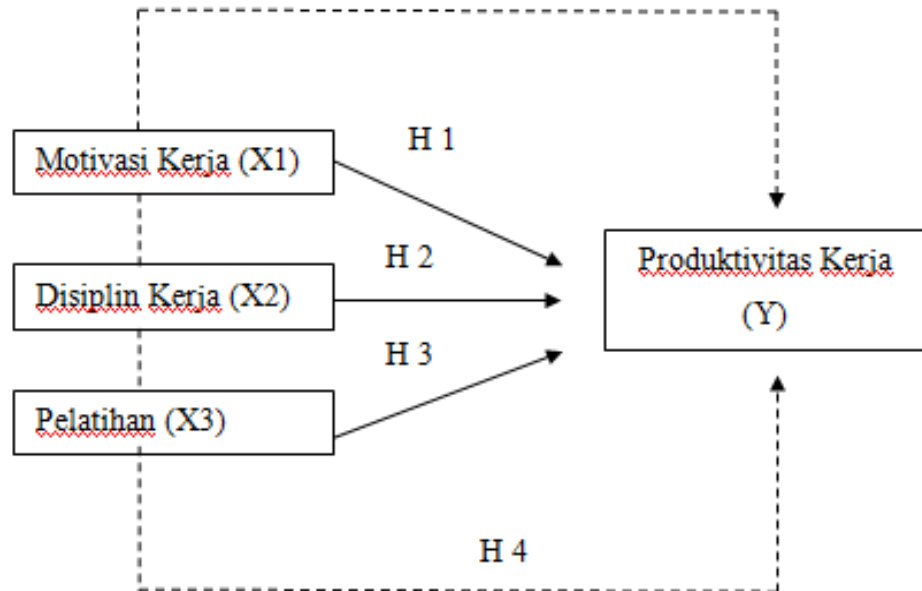 H 1
Motivasi Kerja (X1)
H 2
Produktivitas Kerja
(Y)
Disiplin Kerja (X2)
H 3
Pelatihan (X3)
H 4